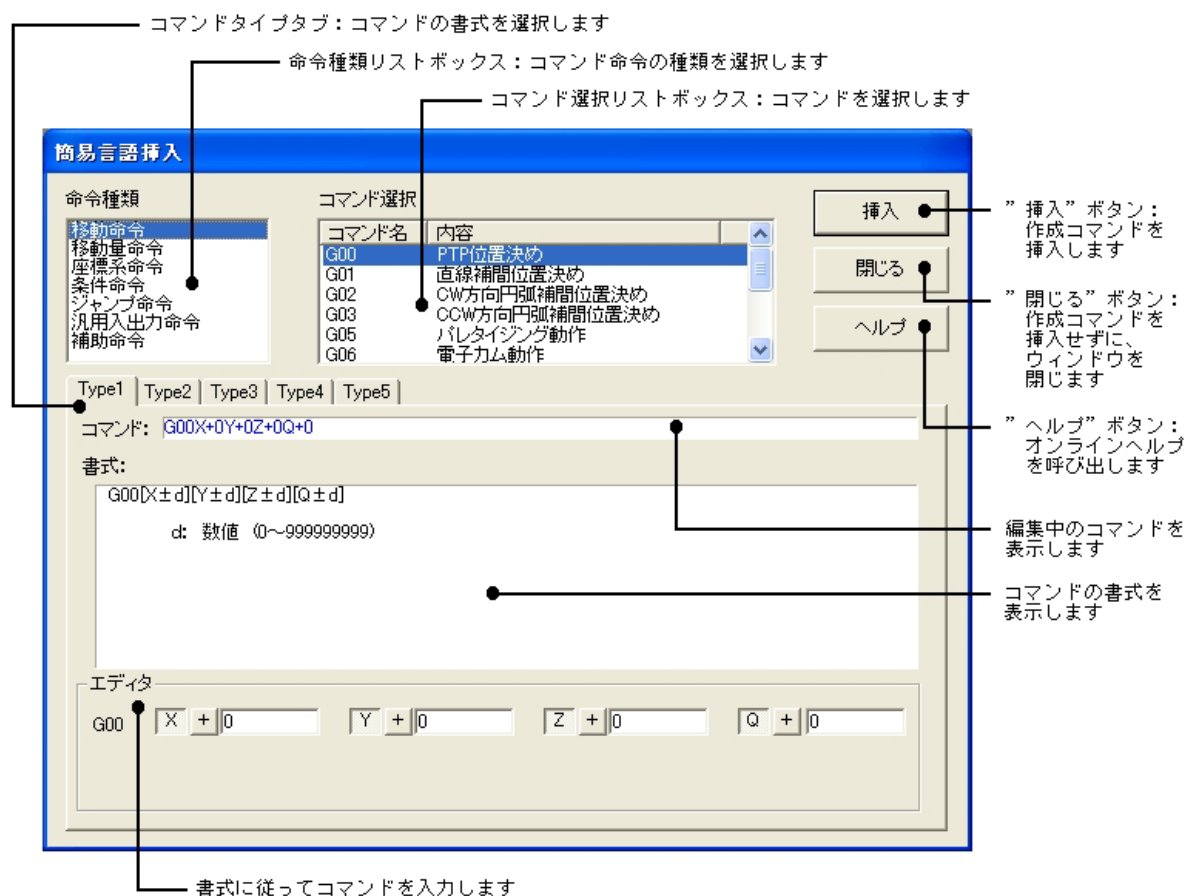 コマンドタイプタブ：コマンドの書式を選択します
命令種類リストボックス：コマンド命令の種類を選択します
コマンド選択リストボックス：コマンドを選択します
簡易言語挿入
命令種類
移動命令
移動量命令
座標系命令
条件命令
ジャンプ命令
汎用入出力命令
補助命令
コマンド選択
コマンド名 内容
G00 PTP位置決め
G01 直線補間位置決め
G02 CW方向円弧補間位置決め
G03 CCW方向円弧補間位置決め
G05 パレタイジング動作
G06 電子カム動作
挿入
閉じる
ヘルプ
”挿入”ボタン：
作成コマンドを
挿入します
”閉じる”ボタン：
作成コマンドを
挿入せずに、
ウィンドウを
閉じます
”ヘルプ”ボタン：
オンラインヘルプ
を呼び出します
Type1 Type2 Type3 Type4 Type5
コマンド: G00X+0Y+0Z+0Q+0
書式:
G00[X±d][Y±d][Z±d][Q±d]
d: 数値 (0～999999999)
編集中のコマンドを
表示します
コマンドの書式を
表示します
エディタ
G00 X + 0 Y + 0 Z + 0 Q + 0
書式に従ってコマンドを入力します